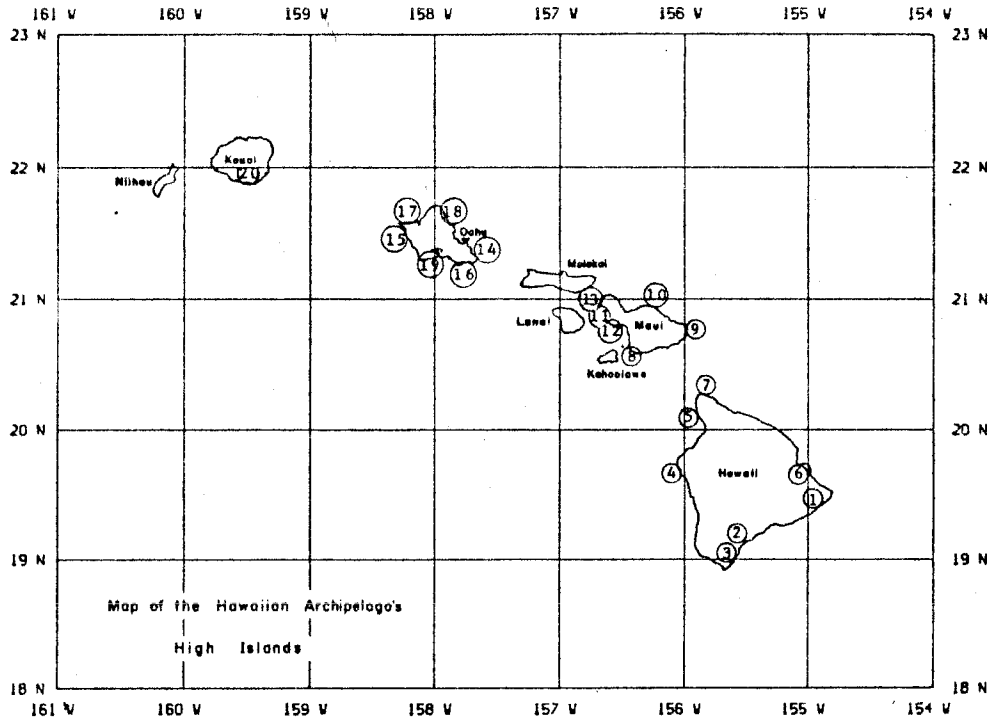 161 W 160 W 159 W 158 W 157 W 156 W 155 W 154 W
23 N 23 N
22 N 22 N
Kauai
20
Niihau
17 18
Oahu
15 14
19 16
Molokai
21 N 21 N
13 10
11
Lanai
12 Maui 9
8
Kahoolawe
7
5
20 N 20 N
4 Hawaii 6
1
2
3
19 N 19 N
Map of the Hawaiian Archipelago's
High Islands
18 N 18 N
161 W 160 W 159 W 158 W 157 W 156 W 155 W 154 W